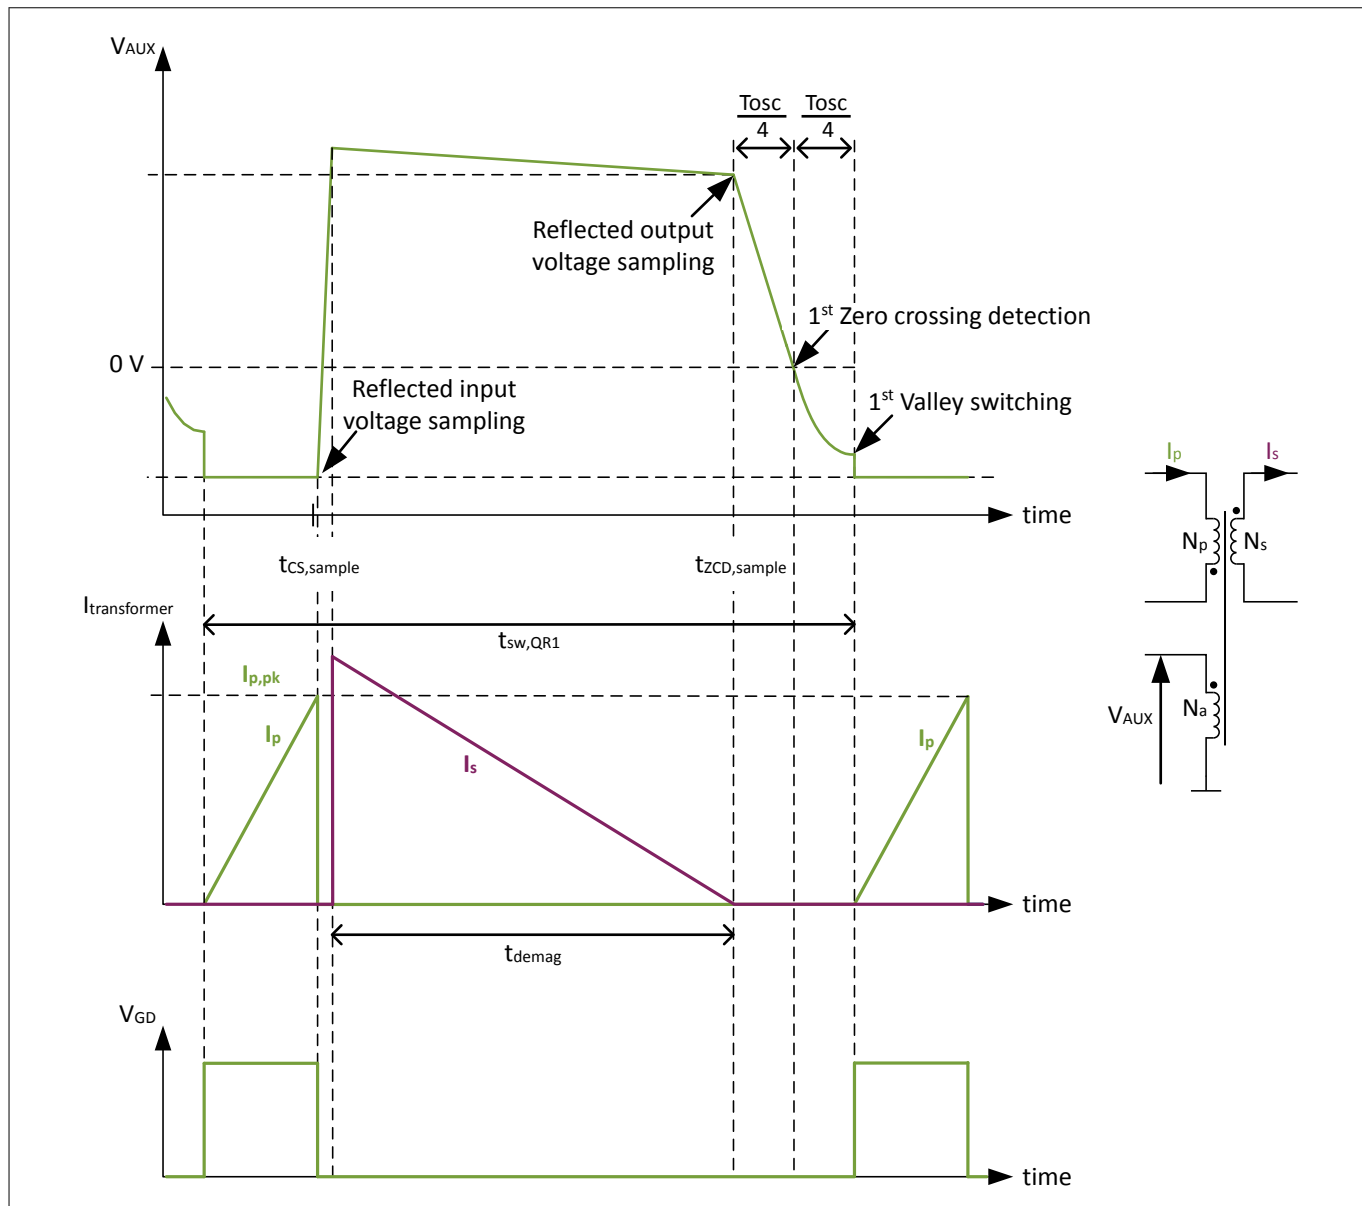 VAUX
Tosc
4
Tosc
4
Reflected output
voltage sampling
1st Zero crossing detection
0 V
Reflected input
voltage sampling
1st Valley switching
time
tCS,sample
tZCD,sample
Itransformer
tsw,QR1
Ip,pk
Ip
Is
Ip
time
tdemag
VGD
time
Ip
Is
Np
Ns
VAUX
Na